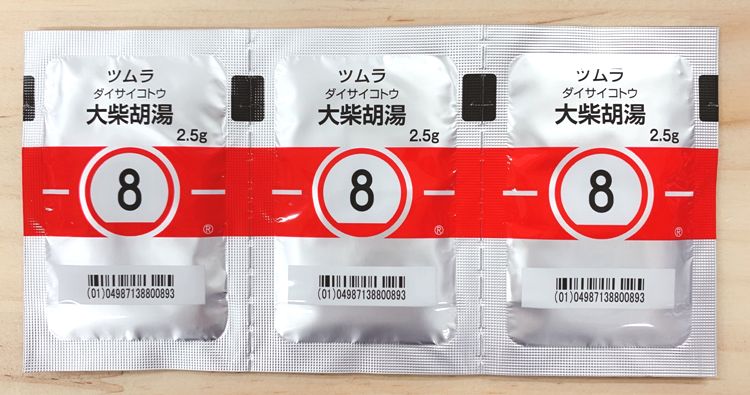 ツムラ
ダイサイコトウ
大柴胡湯
2.5g
8
®
(01)04987138800893
ツムラ
ダイサイコトウ
大柴胡湯
2.5g
8
®
(01)04987138800893
ツムラ
ダイサイコトウ
大柴胡湯
2.5g
8
®
(01)04987138800893